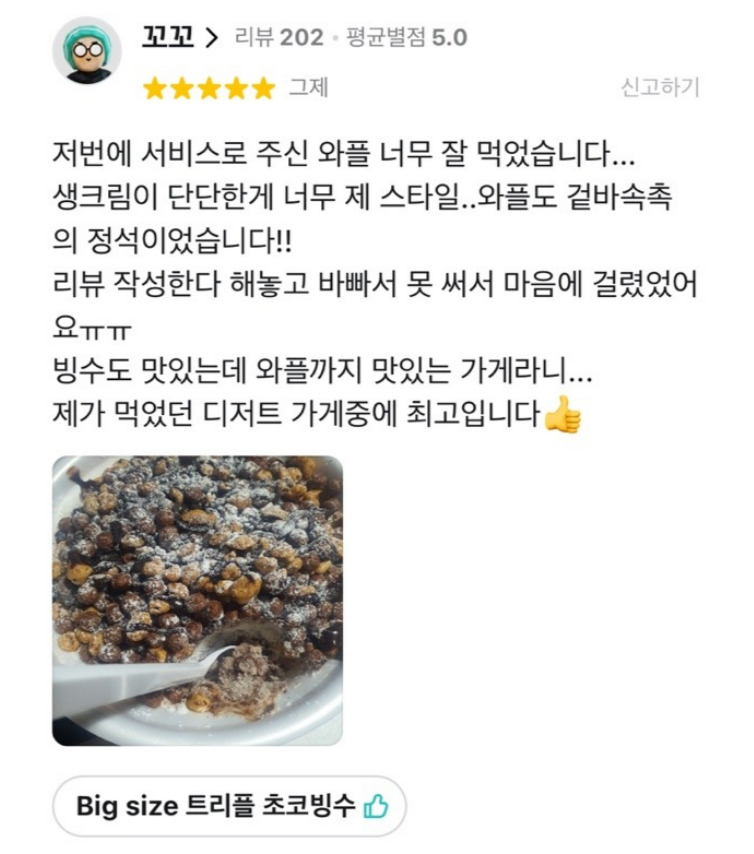 꼬꼬 > 리뷰 202 • 평균별점 5.0
그제 신고하기
저번에 서비스로 주신 와플 너무 잘 먹었습니다...
생크림이 단단한게 너무 제 스타일..와플도 겉바속촉
의 정석이었습니다!!
리뷰 작성한다 해놓고 바빠서 못 써서 마음에 걸렸었어
요ㅠㅠ
빙수도 맛있는데 와플까지 맛있는 가게라니...
제가 먹었던 디저트 가게중에 최고입니다👍
Big size 트리플 초코빙수